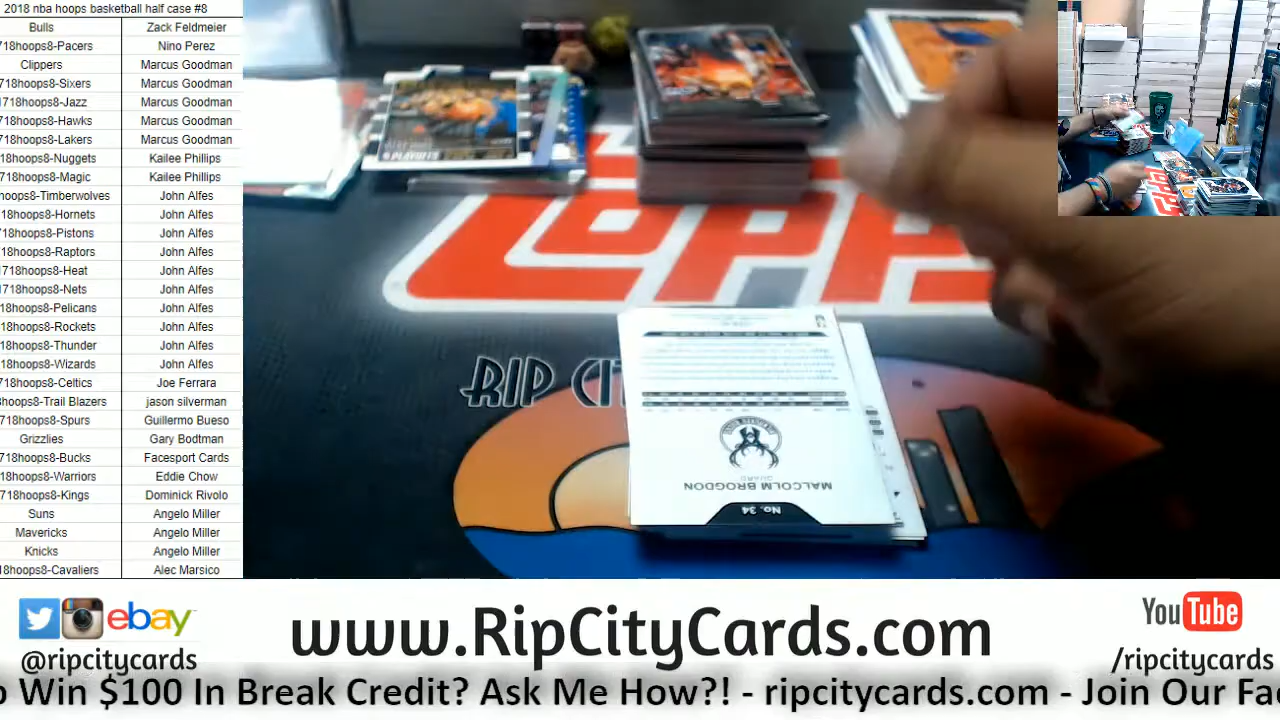 2018 nba hoops basketball half case #8
Bulls Zack Feldmeier
718hoops8-Pacers Nino Perez
Clippers Marcus Goodman
718hoops8-Sixers Marcus Goodman
718hoops8-Jazz Marcus Goodman
718hoops8-Hawks Marcus Goodman
718hoops8-Lakers Marcus Goodman
18hoops8-Nuggets Kailee Phillips
718hoops8-Magic Kailee Phillips
hoops8-Timberwolves John Alfes
18hoops8-Hornets John Alfes
718hoops8-Pistons John Alfes
18hoops8-Raptors John Alfes
1718hoops8-Heat John Alfes
1718hoops8-Nets John Alfes
18hoops8-Pelicans John Alfes
18hoops8-Rockets John Alfes
18hoops8-Thunder John Alfes
18hoops8-Wizards John Alfes
718hoops8-Celtics Joe Ferrara
hoops8-Trail Blazers jason silverman
718hoops8-Spurs Guillermo Bueso
Grizzlies Gary Bodtman
718hoops8-Bucks Facesport Cards
18hoops8-Warriors Eddie Chow
718hoops8-Kings Dominick Rivolo
Suns Angelo Miller
Mavericks Angelo Miller
Knicks Angelo Miller
18hoops8-Cavaliers Alec Marsico
PLAYOFFS
RIP CIT
GUARD
MALCOLM BROGDON
No. 34
ebay
@ripcitycards
www.RipCityCards.com
YouTube
/ripcitycards
o Win $100 In Break Credit? Ask Me How?! - ripcitycards.com - Join Our Fac